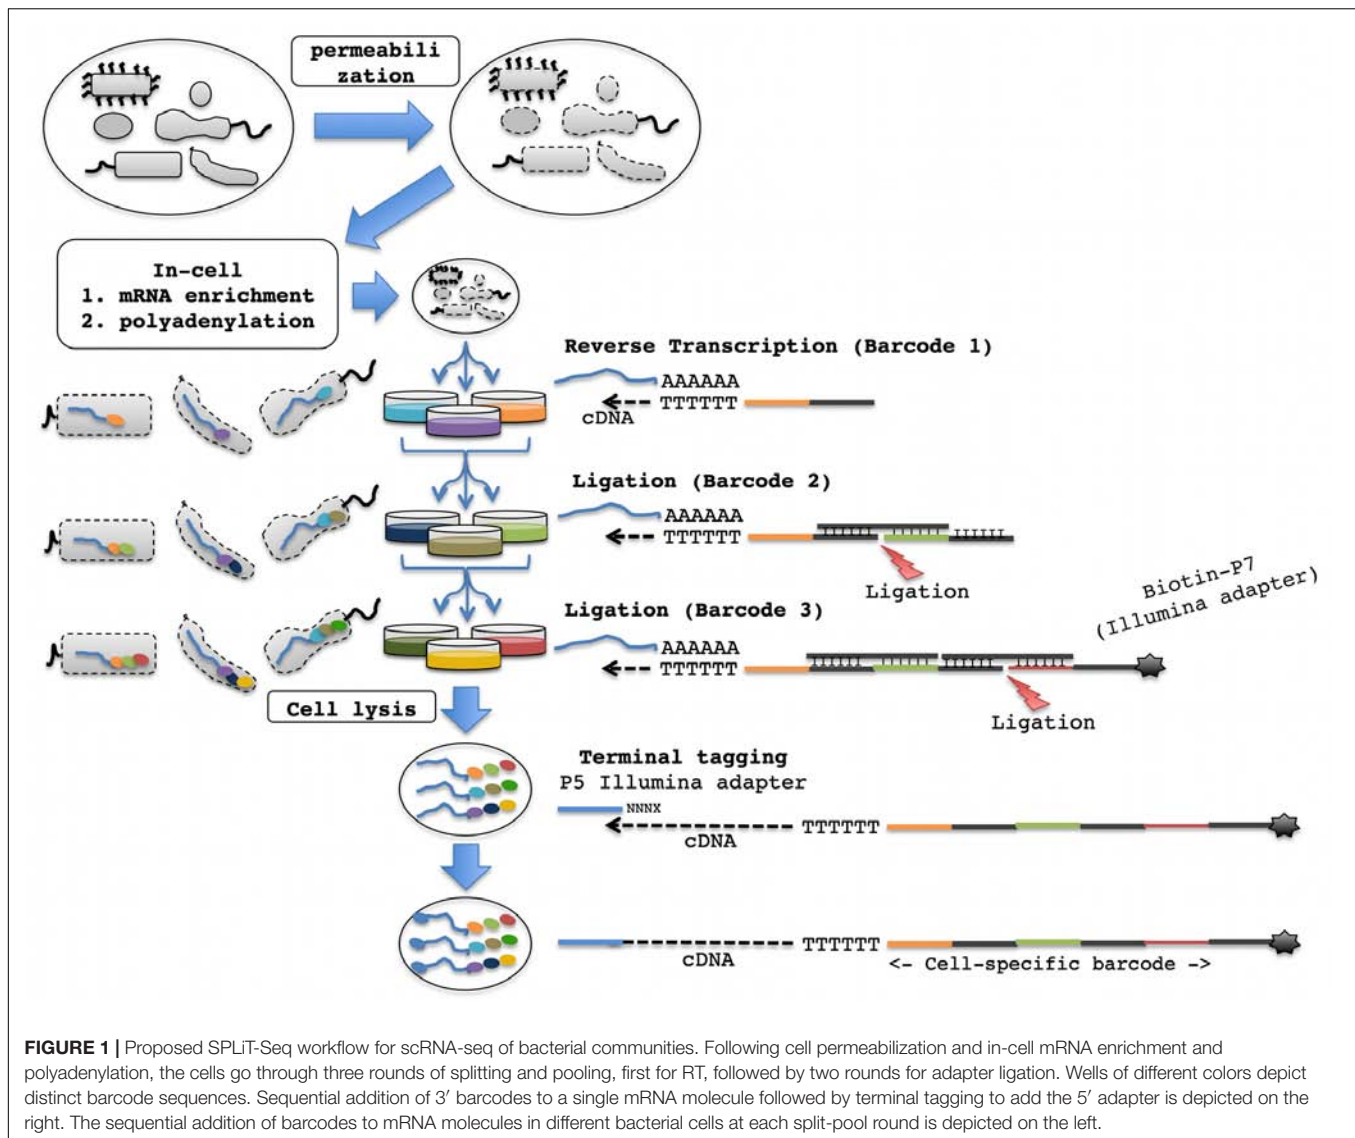 permeabili
zation
In-cell
1. mRNA enrichment
2. polyadenylation
Reverse Transcription (Barcode 1)
AAAAAA
TTTTTT
cDNA
Ligation (Barcode 2)
AAAAAA
TTTTTT
Ligation
Biotin-P7
(Illumina adapter)
Ligation (Barcode 3)
AAAAAA
TTTTTT
Ligation
Cell lysis
Terminal tagging
P5 Illumina adapter
NNNX
TTTTTT
cDNA
TTTTTT
cDNA
<- Cell-specific barcode ->
FIGURE 1 | Proposed SPLiT-Seq workflow for scRNA-seq of bacterial communities. Following cell permeabilization and in-cell mRNA enrichment and
polyadenylation, the cells go through three rounds of splitting and pooling, first for RT, followed by two rounds for adapter ligation. Wells of different colors depict
distinct barcode sequences. Sequential addition of 3′ barcodes to a single mRNA molecule followed by terminal tagging to add the 5′ adapter is depicted on the
right. The sequential addition of barcodes to mRNA molecules in different bacterial cells at each split-pool round is depicted on the left.